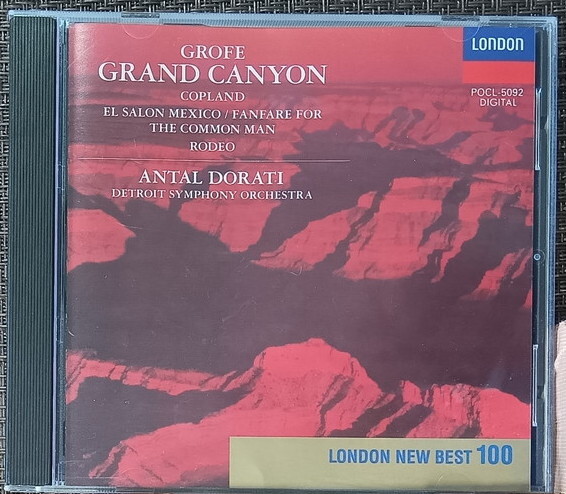 GROFE
GRAND CANYON
COPLAND
EL SALON MEXICO / FANFARE FOR
THE COMMON MAN
RODEO
ANTAL DORATI
DETROIT SYMPHONY ORCHESTRA
LONDON
POCL-5092
DIGITAL
LONDON NEW BEST 100